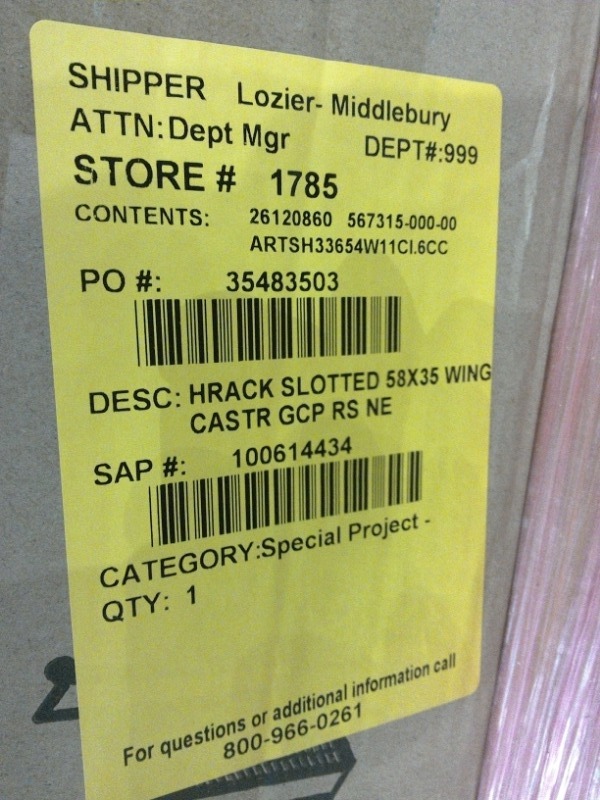 SHIPPER Lozier- Middlebury
ATTN:Dept Mgr DEPT#:999
STORE # 1785
CONTENTS: 26120860 567315-000-00
ARTSH33654W11CI.6CC
PO #: 35483503
DESC: HRACK SLOTTED 58X35 WING
CASTR GCP RS NE
SAP #: 100614434
CATEGORY:Special Project -
QTY: 1
For questions or additional information call
800-966-0261